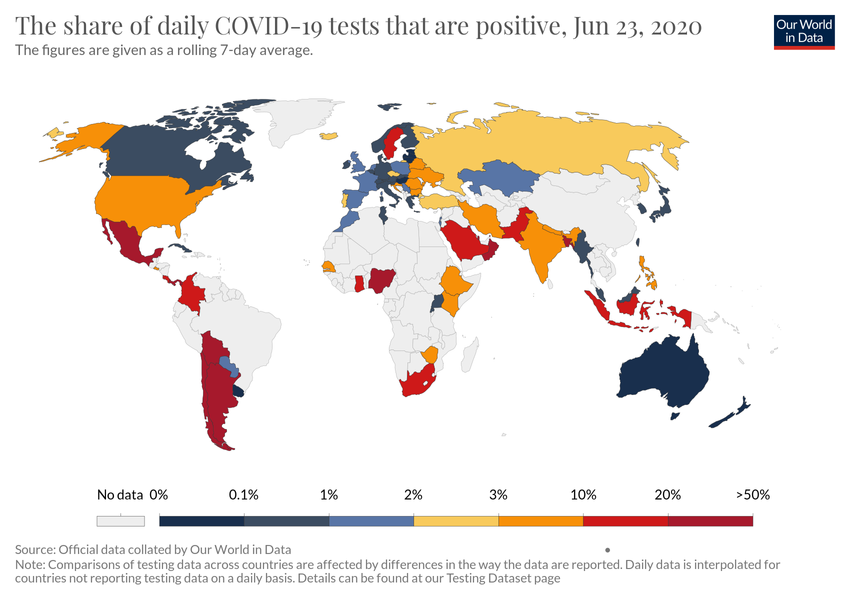 The share of daily COVID-19 tests that are positive, Jun 23, 2020
The figures are given as a rolling 7-day average.
Our World
in Data
No data 0% 0.1% 1% 2% 3% 10% 20% >50%
Source: Official data collated by Our World in Data
Note: Comparisons of testing data across countries are affected by differences in the way the data are reported. Daily data is interpolated for
countries not reporting testing data on a daily basis. Details can be found at our Testing Dataset page